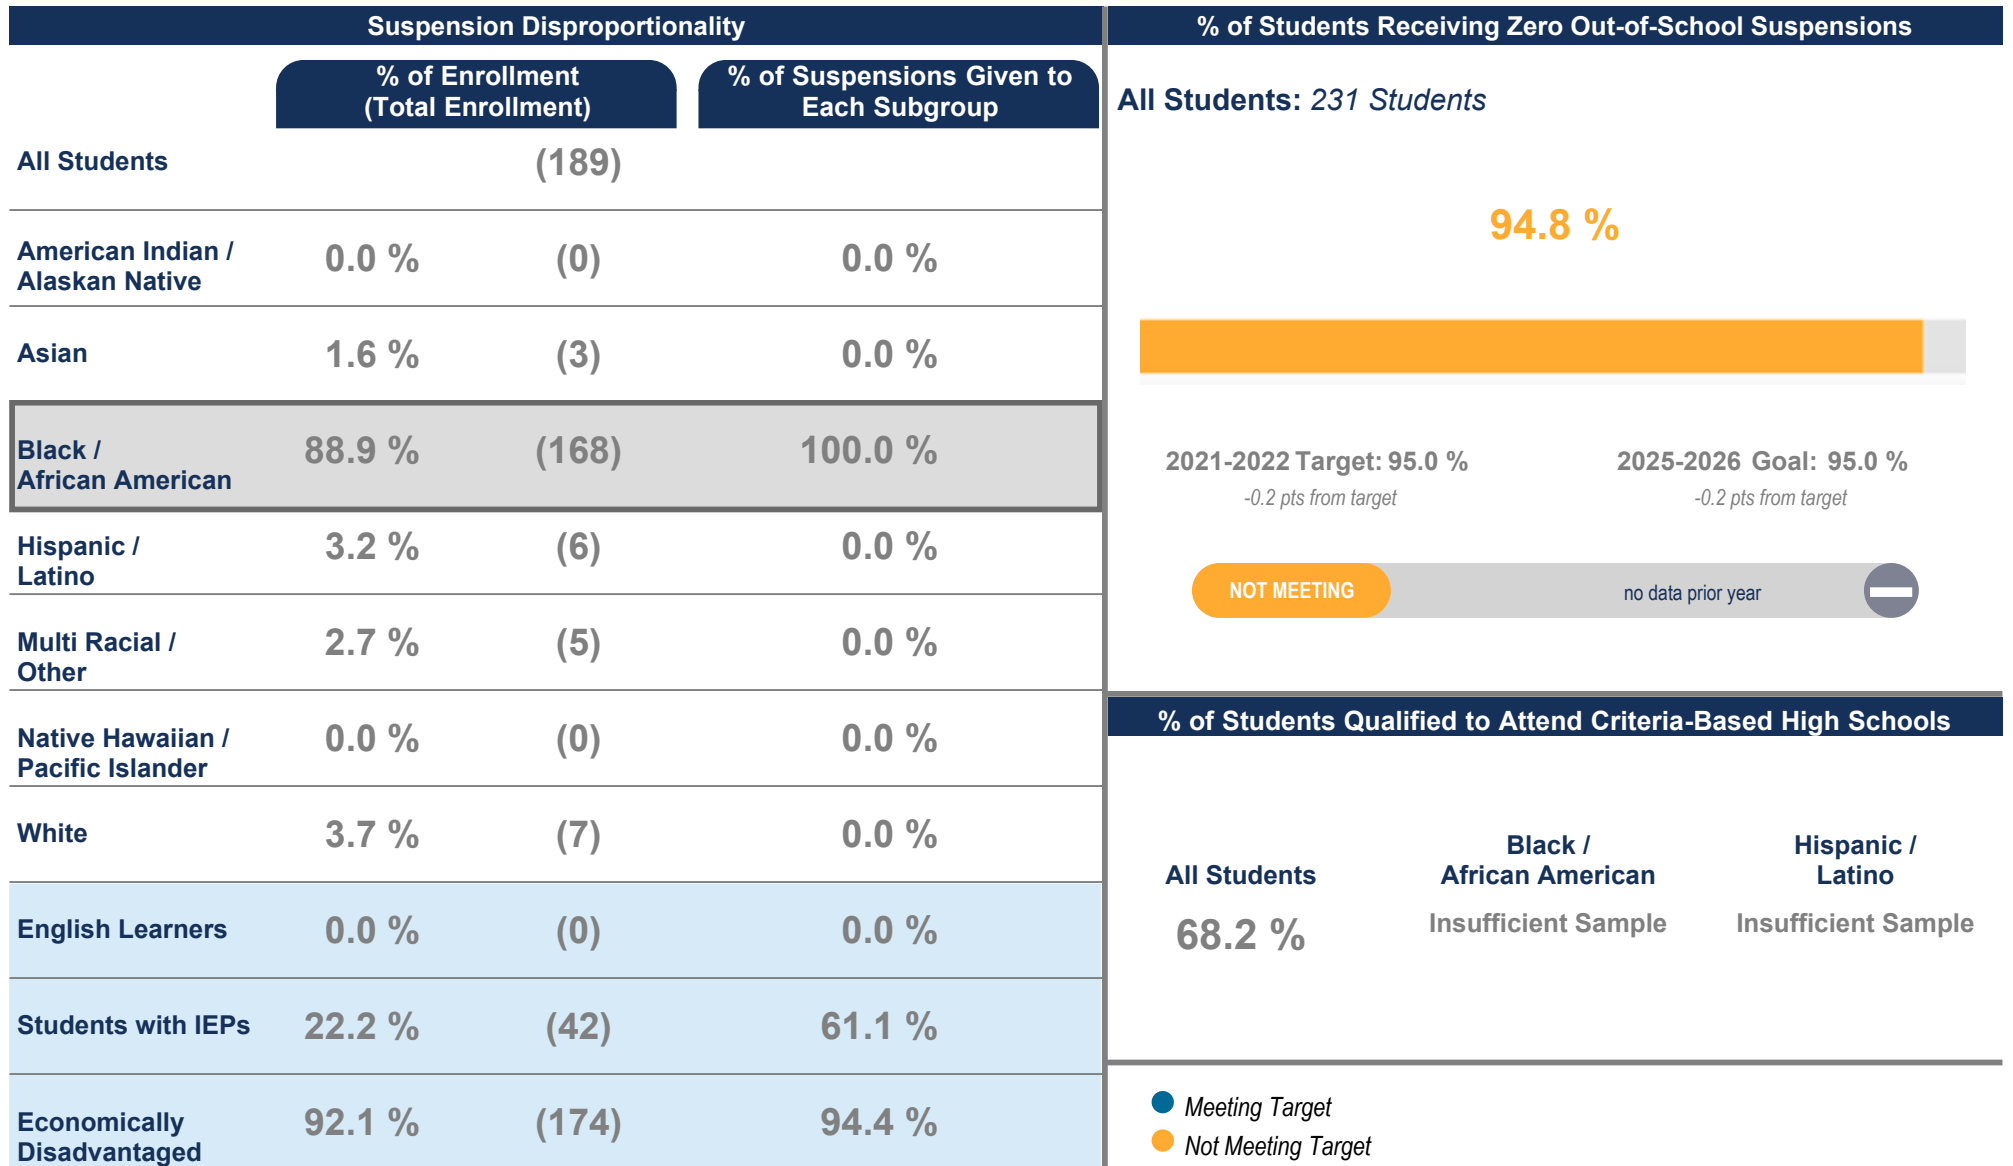 Suspension Disproportionality
% of Enrollment
(Total Enrollment)
% of Suspensions Given to
Each Subgroup
All Students (189)
American Indian /
Alaskan Native
0.0 % (0) 0.0 %
Asian 1.6 % (3) 0.0 %
Black /
African American
88.9 % (168) 100.0 %
Hispanic /
Latino
3.2 % (6) 0.0 %
Multi Racial /
Other
2.7 % (5) 0.0 %
Native Hawaiian /
Pacific Islander
0.0 % (0) 0.0 %
White 3.7 % (7) 0.0 %
English Learners 0.0 % (0) 0.0 %
Students with IEPs 22.2 % (42) 61.1 %
Economically
Disadvantaged
92.1 % (174) 94.4 %
% of Students Receiving Zero Out-of-School Suspensions
All Students: 231 Students
94.8 %
2021-2022 Target: 95.0 %
-0.2 pts from target
2025-2026 Goal: 95.0 %
-0.2 pts from target
NOT MEETING
no data prior year
% of Students Qualified to Attend Criteria-Based High Schools
All Students
68.2 %
Black /
African American
Insufficient Sample
Hispanic /
Latino
Insufficient Sample
Meeting Target
Not Meeting Target